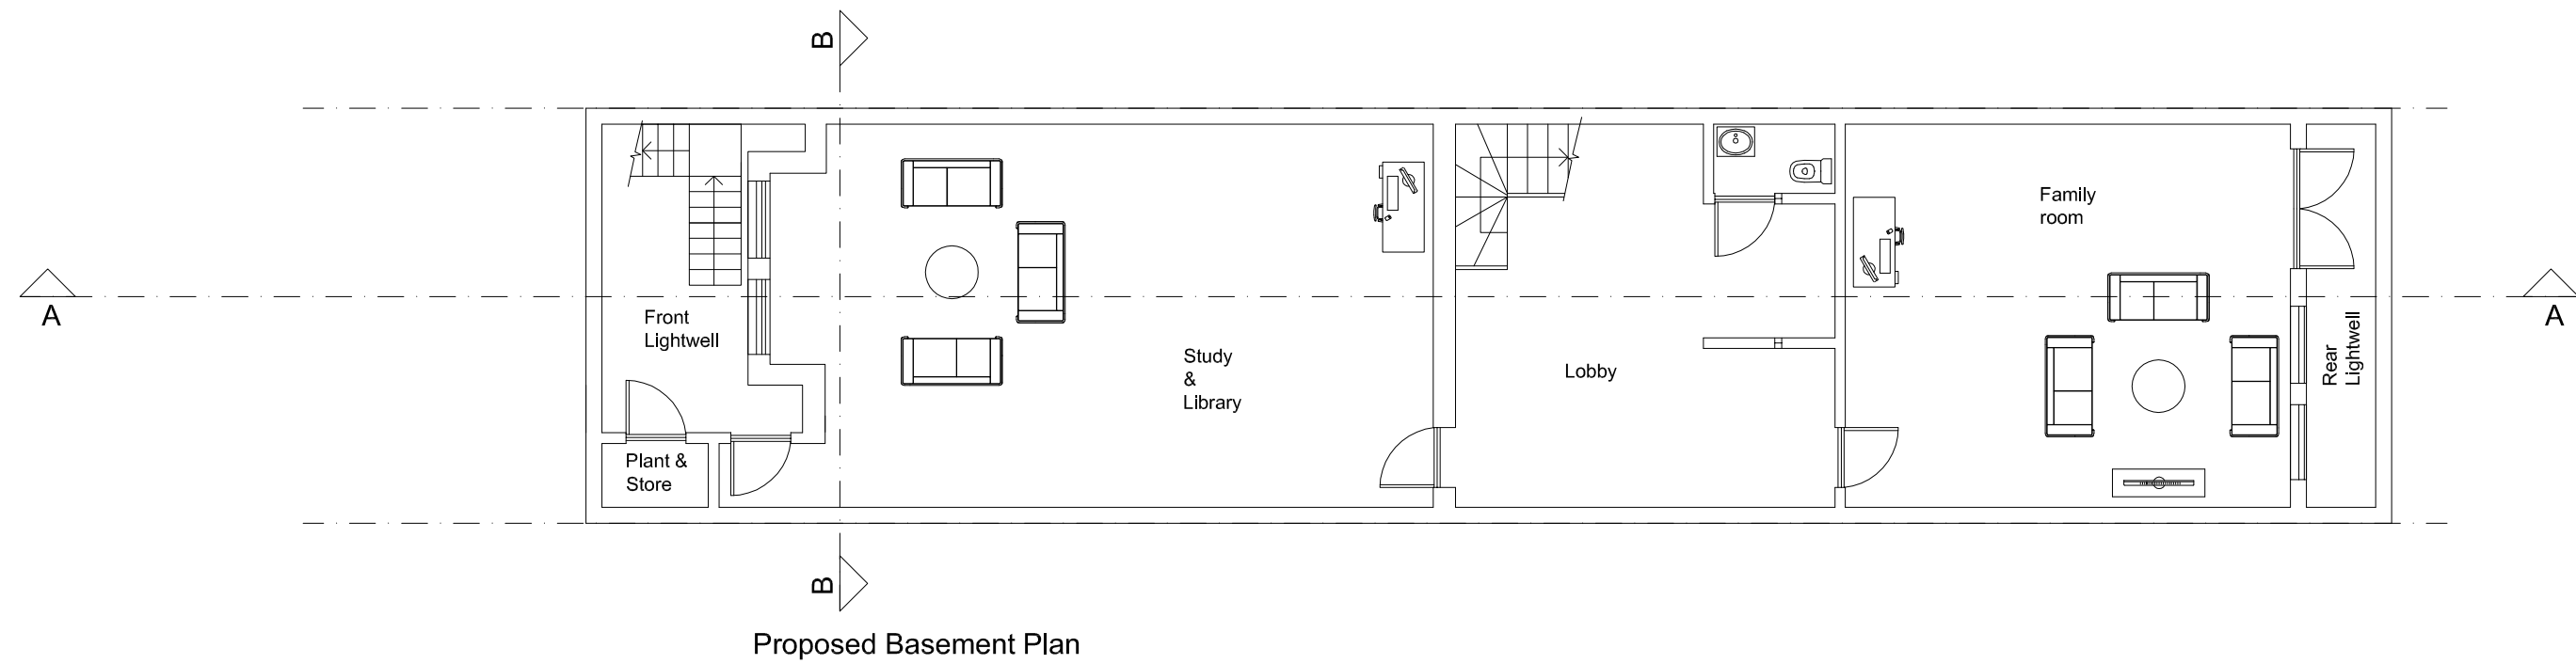 B
A
Front
Lightwell
Plant &
Store
Study
&
Library
Lobby
Family
room
Rear
Lightwell
A
B
Proposed Basement Plan